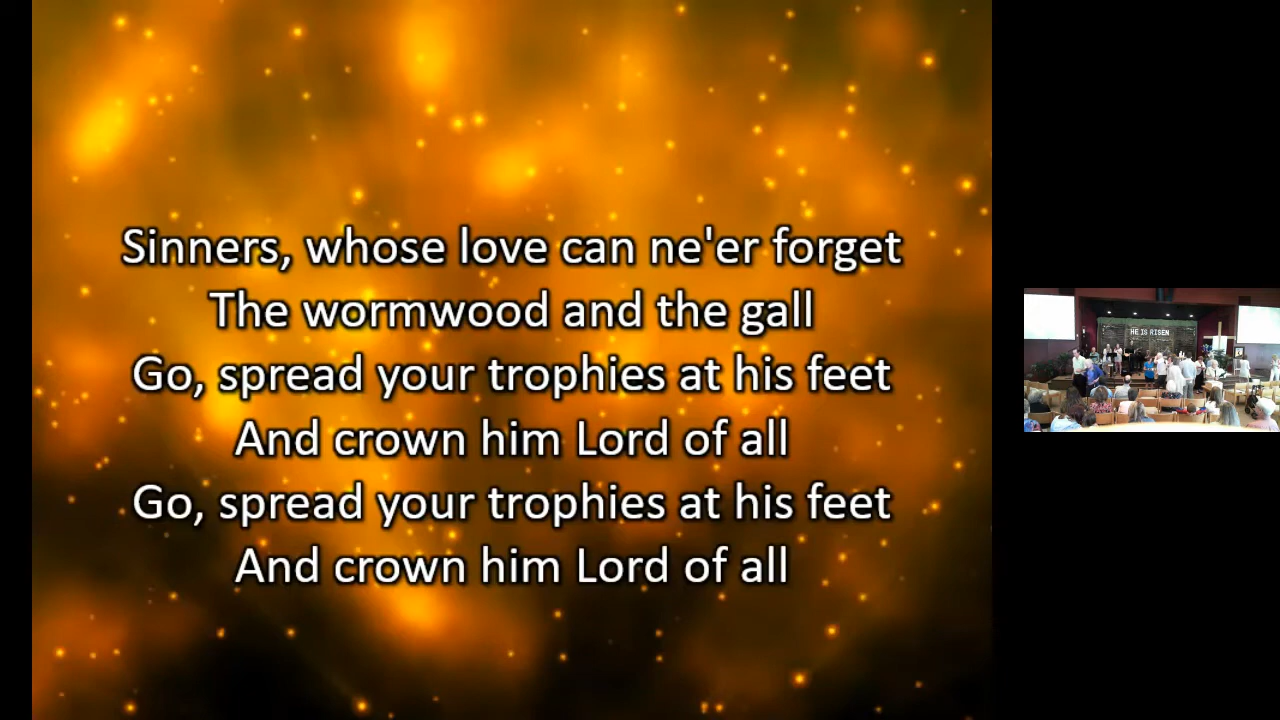 Sinners, whose love can ne'er forget
The wormwood and the gall
Go, spread your trophies at his feet
And crown him Lord of all
Go, spread your trophies at his feet
And crown him Lord of all
HE IS RISEN